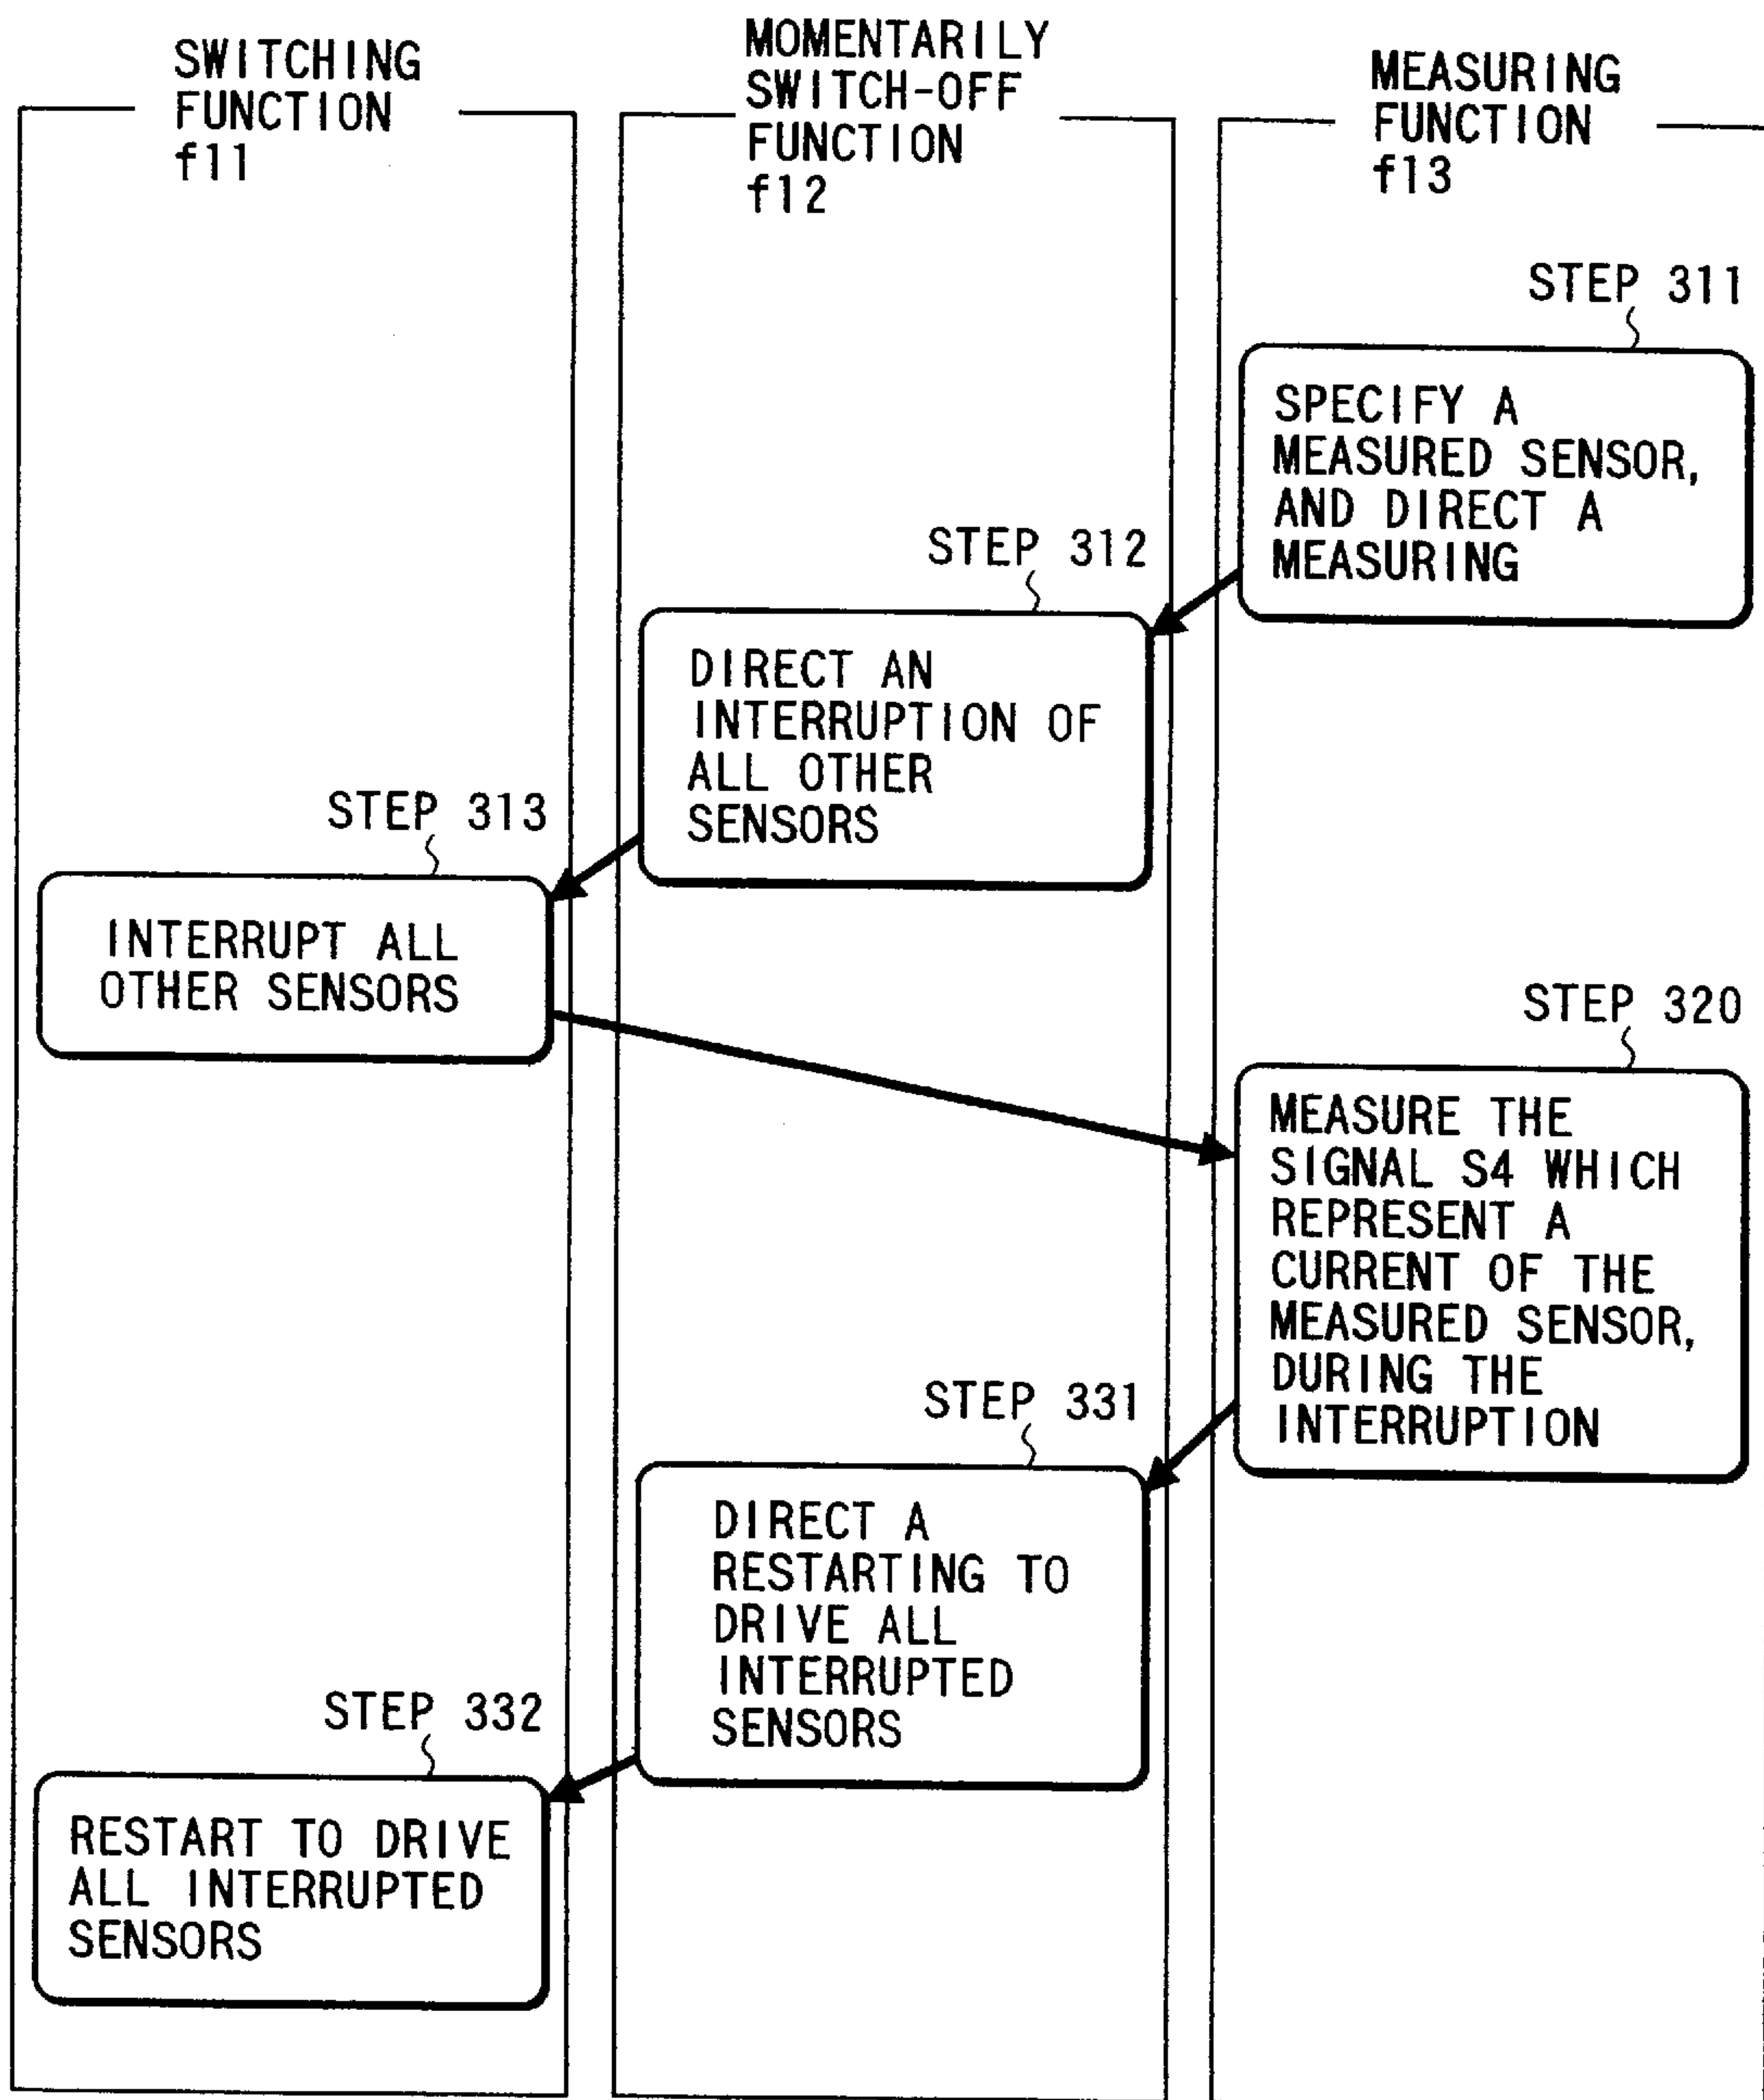 SWITCHING
FUNCTION
f11
MOMENTARILY
SWITCH-OFF
FUNCTION
f12
MEASURING
FUNCTION
f13
STEP 311
SPECIFY A
MEASURED SENSOR,
AND DIRECT A
MEASURING
STEP 312
DIRECT AN
INTERRUPTION OF
ALL OTHER
SENSORS
STEP 313
INTERRUPT ALL
OTHER SENSORS
STEP 320
MEASURE THE
SIGNAL S4 WHICH
REPRESENT A
CURRENT OF THE
MEASURED SENSOR,
DURING THE
INTERRUPTION
STEP 331
DIRECT A
RESTARTING TO
DRIVE ALL
INTERRUPTED
SENSORS
STEP 332
RESTART TO DRIVE
ALL INTERRUPTED
SENSORS